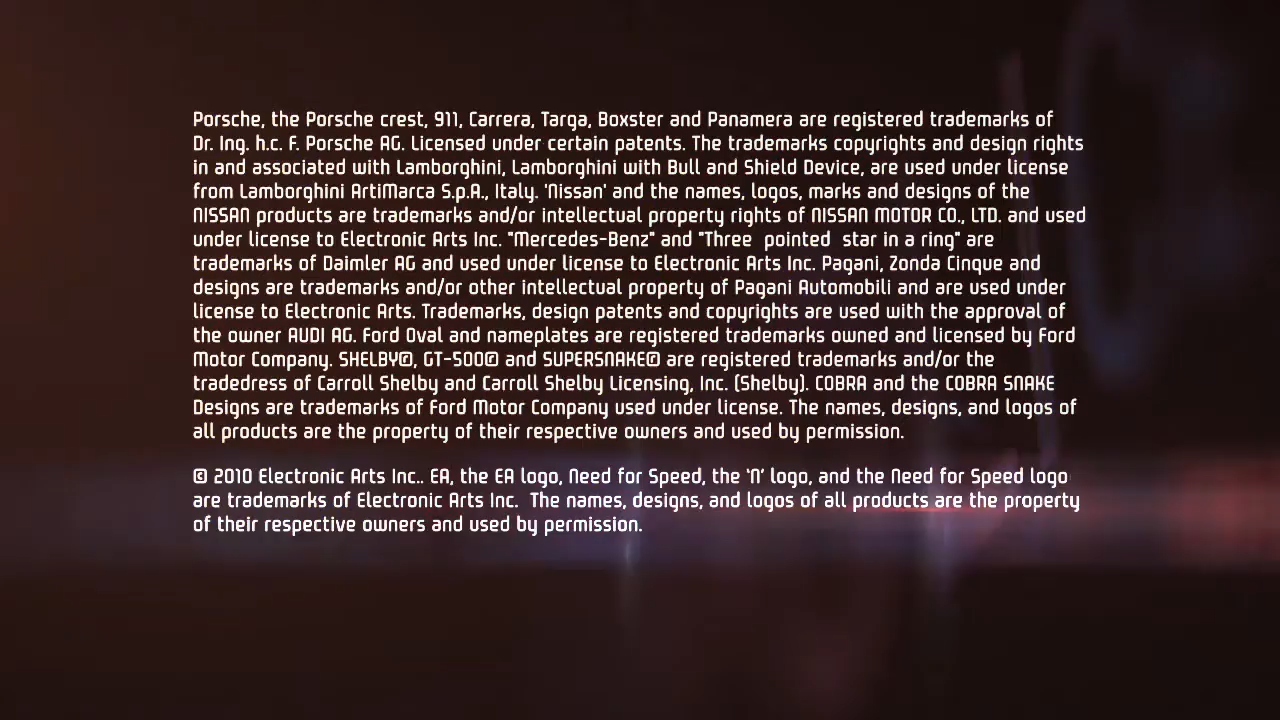 Porsche, the Porsche crest, 911, Carrera, Targa, Boxster and Panamera are registered trademarks of
Dr. Ing. h.c. F. Porsche AG. Licensed under certain patents. The trademarks copyrights and design rights
in and associated with Lamborghini, Lamborghini with Bull and Shield Device, are used under license
from Lamborghini ArtiMarca S.p.A., Italy. 'Nissan' and the names, logos, marks and designs of the
NISSAN products are trademarks and/or intellectual property rights of NISSAN MOTOR CO., LTD. and used
under license to Electronic Arts Inc. "Mercedes-Benz" and "Three  pointed  star in a ring" are
trademarks of Daimler AG and used under license to Electronic Arts Inc. Pagani, Zonda Cinque and
designs are trademarks and/or other intellectual property of Pagani Automobili and are used under
license to Electronic Arts. Trademarks, design patents and copyrights are used with the approval of
the owner AUDI AG. Ford Oval and nameplates are registered trademarks owned and licensed by Ford
Motor Company. SHELBY®, GT-500® and SUPERSNAKE® are registered trademarks and/or the
tradedress of Carroll Shelby and Carroll Shelby Licensing, Inc. (Shelby). COBRA and the COBRA SNAKE
Designs are trademarks of Ford Motor Company used under license. The names, designs, and logos of
all products are the property of their respective owners and used by permission.
© 2010 Electronic Arts Inc.. EA, the EA logo, Need for Speed, the ‘N’ logo, and the Need for Speed logo
are trademarks of Electronic Arts Inc.  The names, designs, and logos of all products are the property
of their respective owners and used by permission.